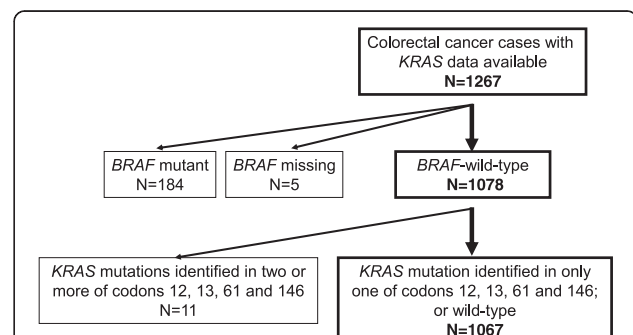 Colorectal cancer cases with
KRAS data available
N=1267
BRAF mutant
N=184
BRAF missing
N=5
BRAF-wild-type
N=1078
KRAS mutations identified in two or
more of codons 12, 13, 61 and 146
N=11
KRAS mutation identified in only
one of codons 12, 13, 61 and 146;
or wild-type
N=1067